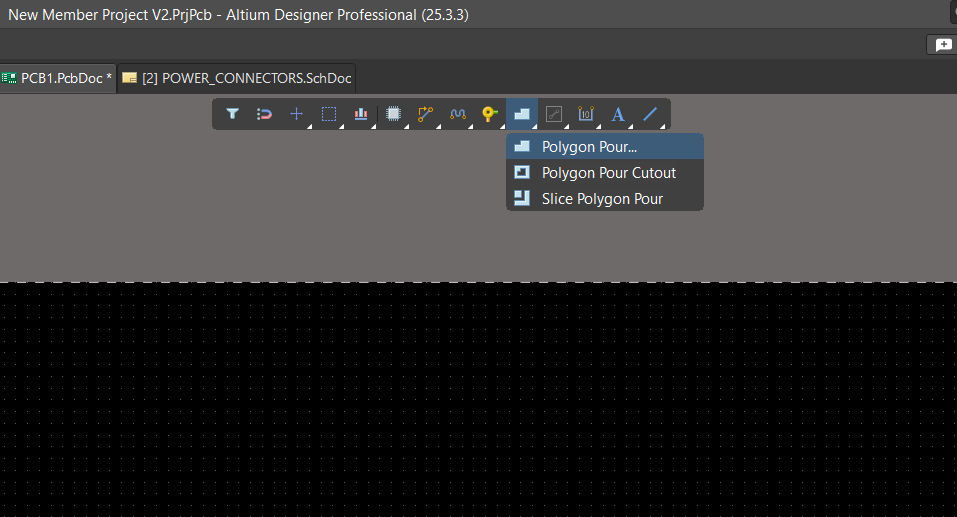 New Member Project V2.PrjPcb - Altium Designer Professional (25.3.3)
PCB1.PcbDoc *
[2] POWER_CONNECTORS.SchDoc
10
A
Polygon Pour...
Polygon Pour Cutout
Slice Polygon Pour